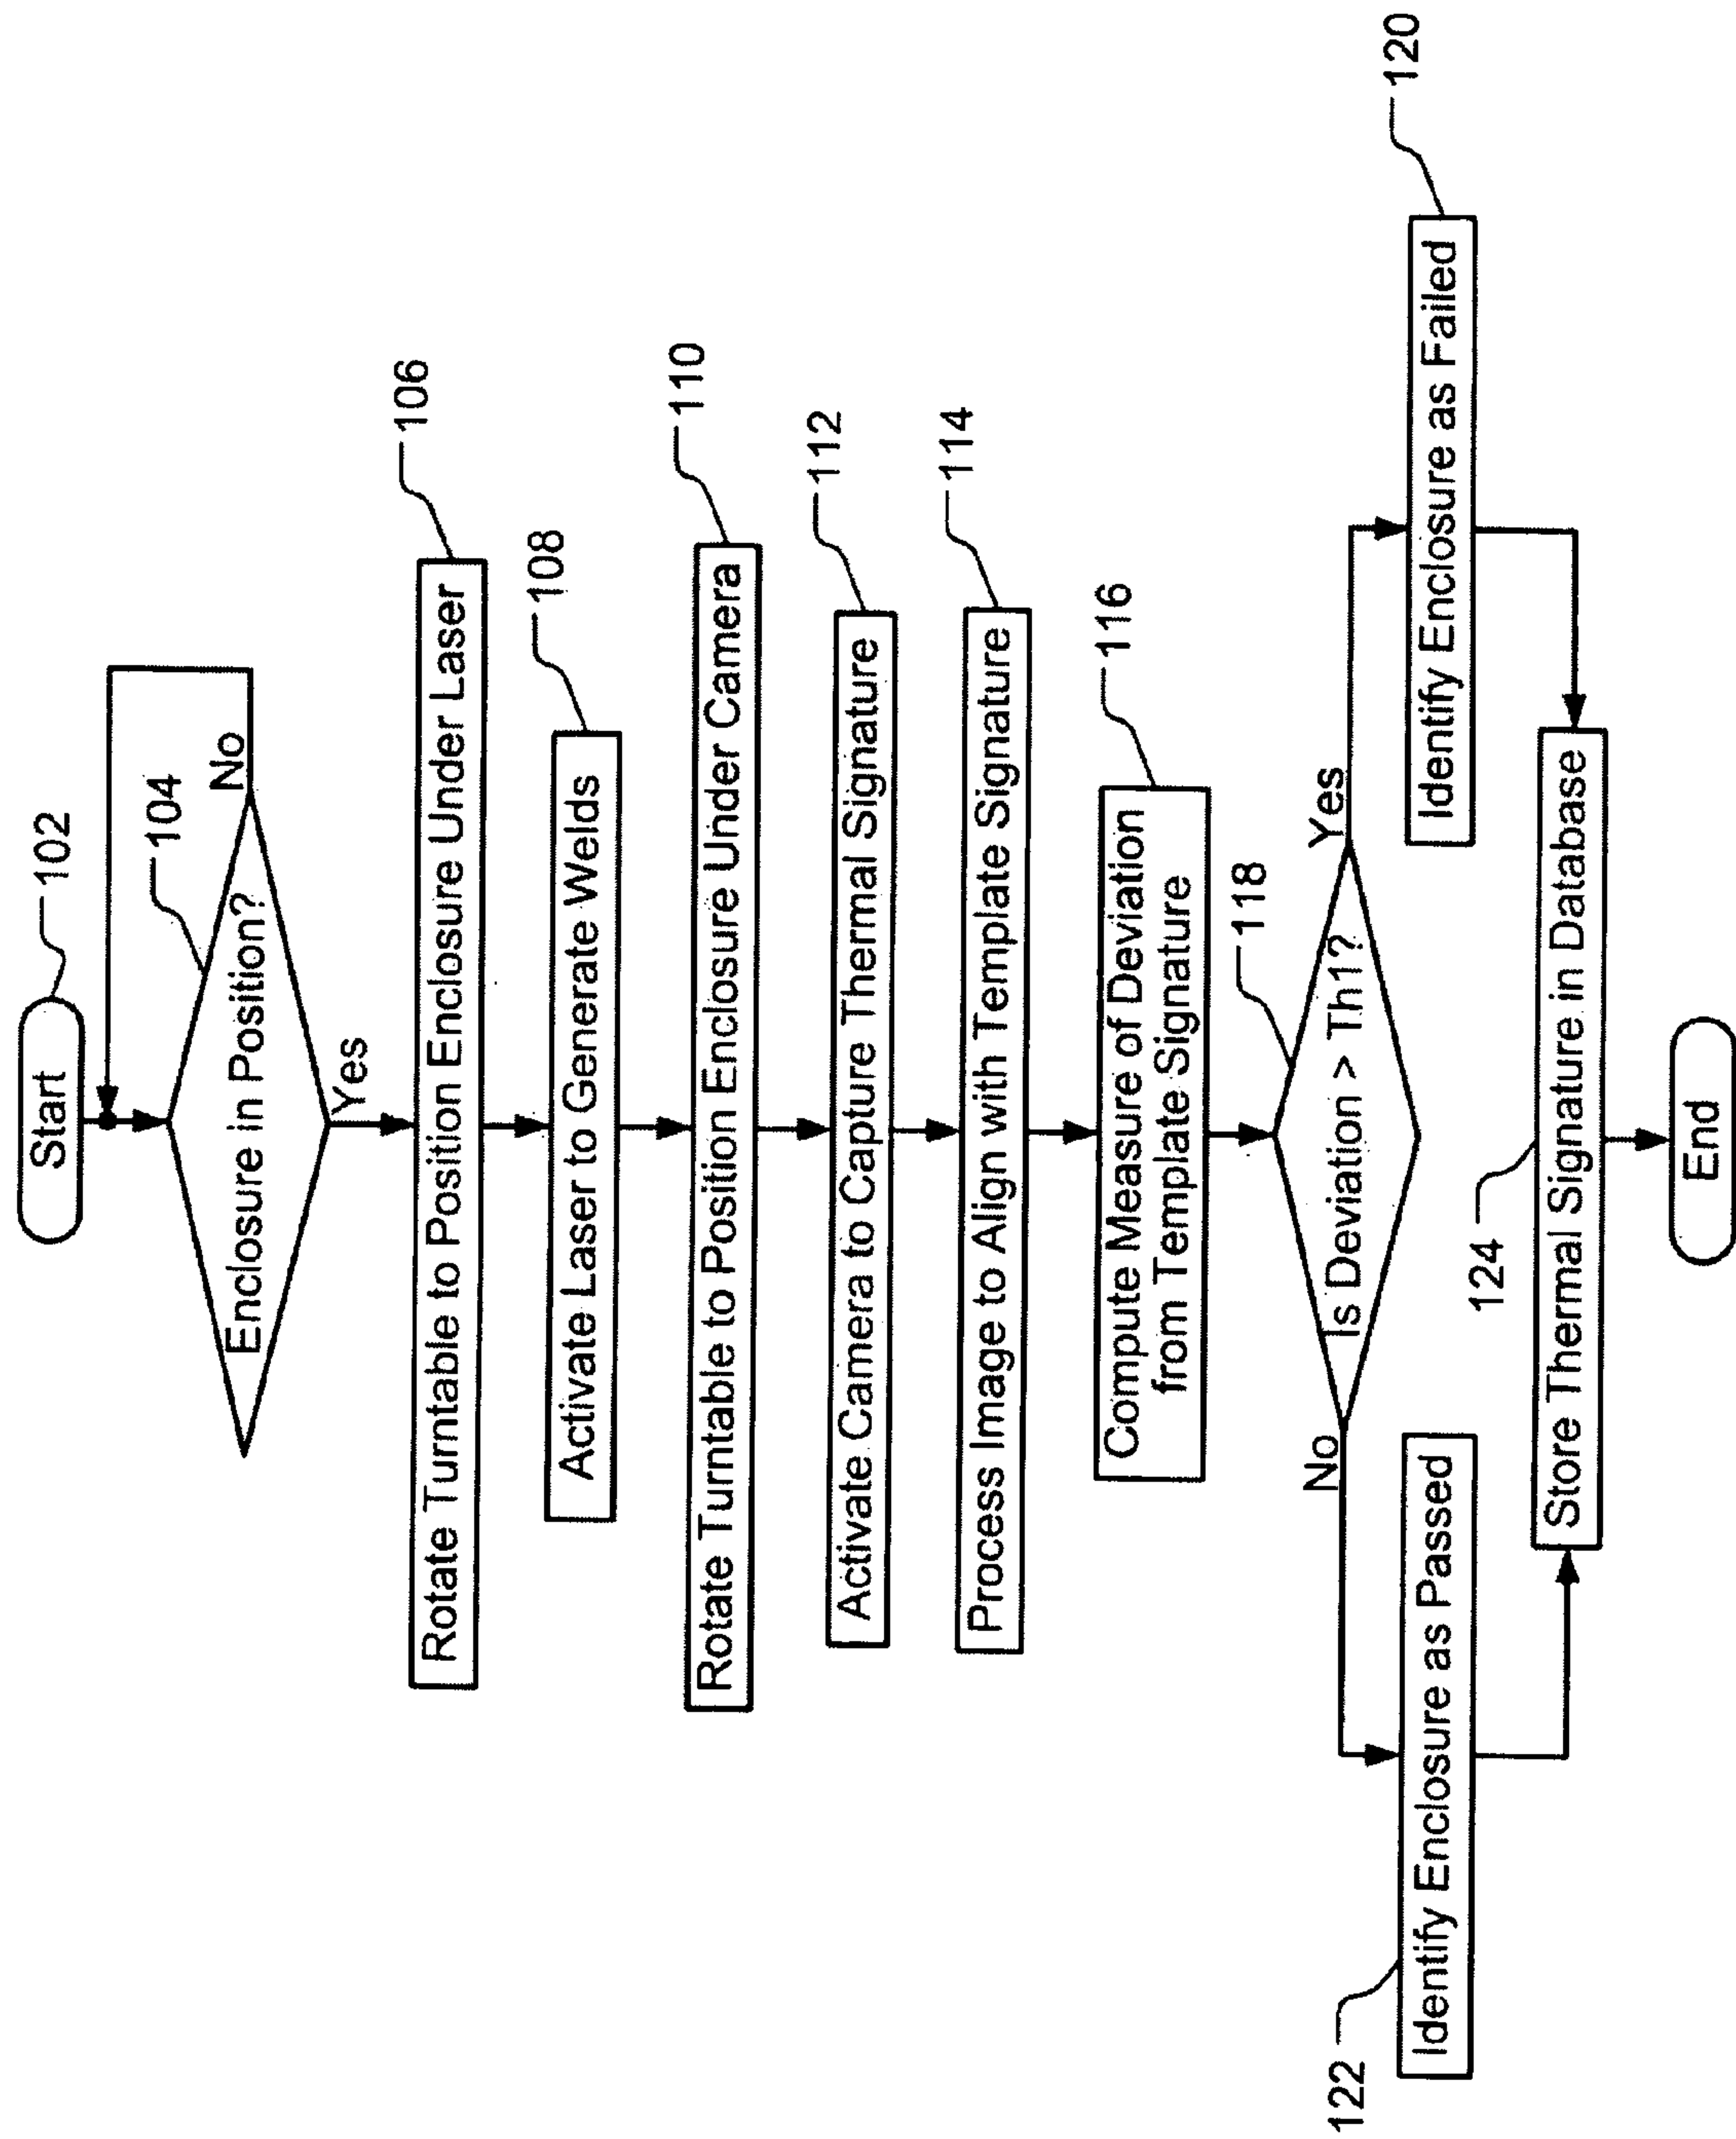 Start
102
104
Enclosure in Position?
No
Yes
106
Rotate Turntable to Position Enclosure Under Laser
108
Activate Laser to Generate Welds
110
Rotate Turntable to Position Enclosure Under Camera
112
Activate Camera to Capture Thermal Signature
114
Process Image to Align with Template Signature
116
Compute Measure of Deviation
from Template Signature
118
Is Deviation > Th1?
No
Yes
122
Identify Enclosure as Passed
120
Identify Enclosure as Failed
124
Store Thermal Signature in Database
End